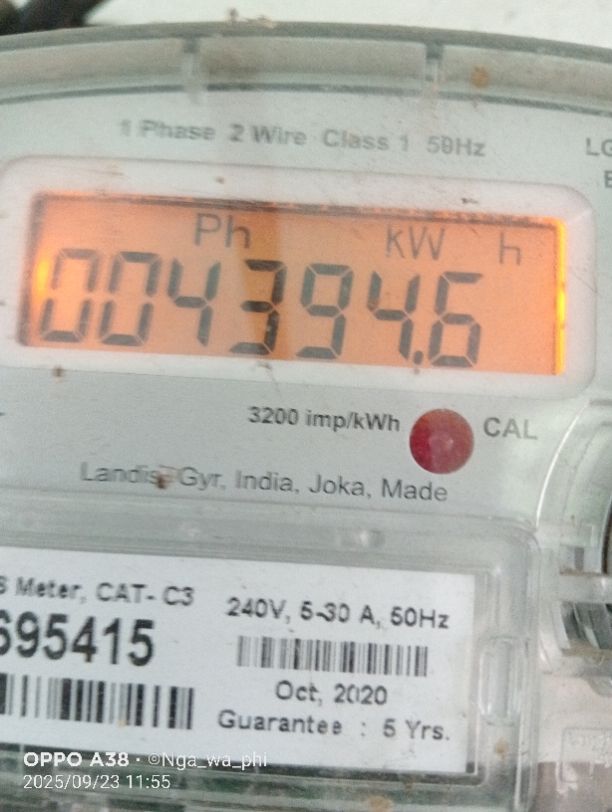 1 Phase 2 Wire Class 1 50Hz
Ph kW h
004394.6
3200 imp/kWh CAL
Landis Gyr, India, Joka, Made
S Meter, CAT- C3
695415
240V, 5-30 A, 50Hz
Oct, 2020
Guarantee : 5 Yrs.
OPPO A38 · ©Nga_wa_phi
2025/09/23 11:55